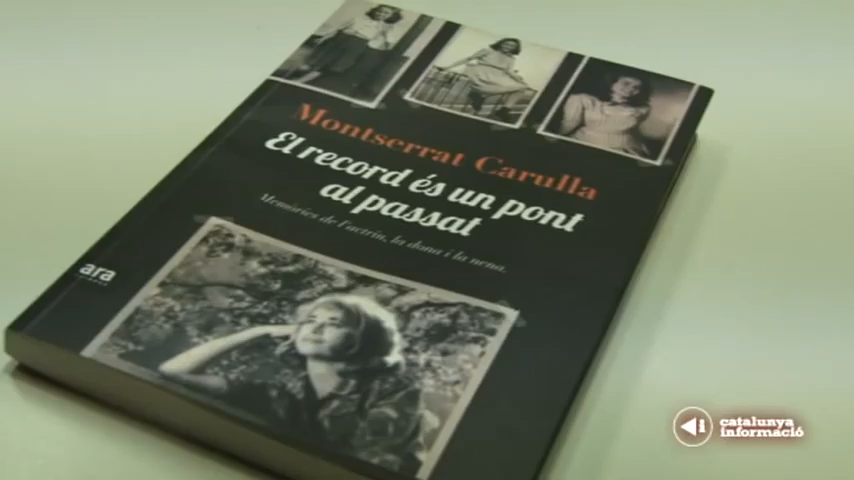 Montserrat Carulla
El record és un pont
al passat
Memòries de l'actriu, la dona i la nena.
ara
catalunya
informació